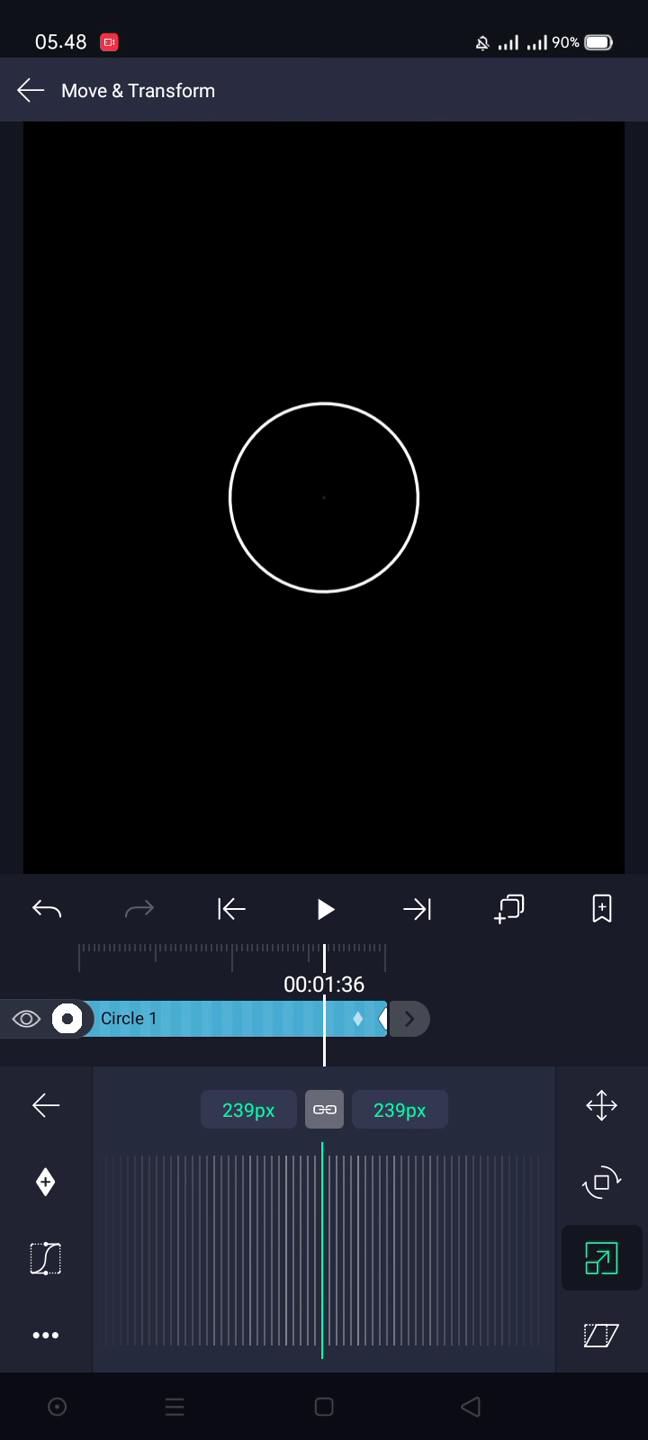 05.48
90%
Move & Transform
00:01:36
Circle 1
239px
239px